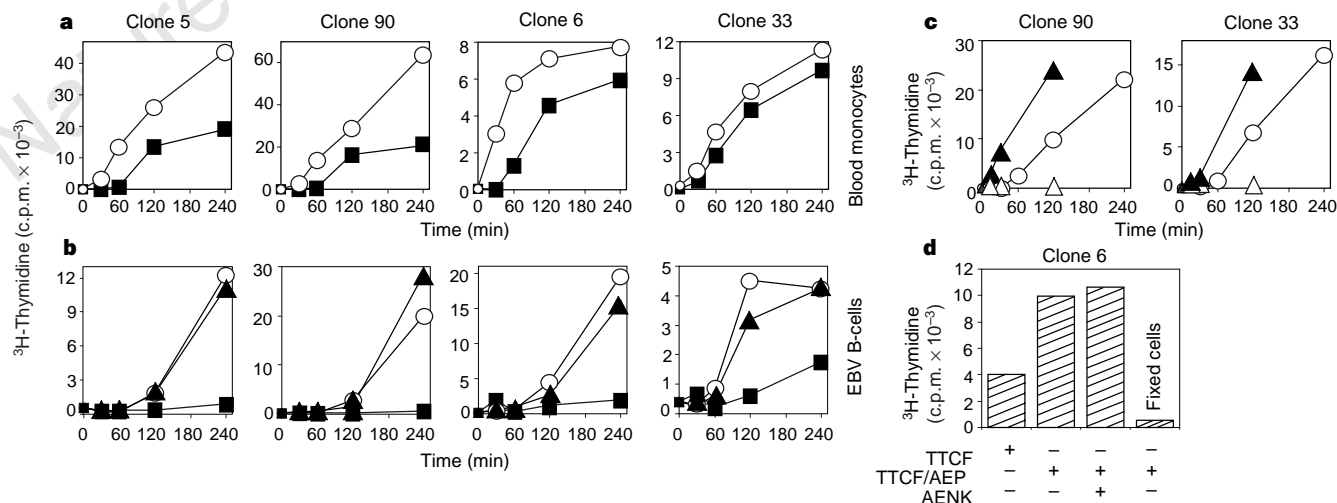 Nature
a
Clone 5
Clone 90
Clone 6
Clone 33
40
30
20
10
0
60
40
20
0
8
6
4
2
0
12
9
6
3
0
0 60 120 180 240
0 60 120 180 240
0 60 120 180 240
0 60 120 180 240
Time (min)
Blood monocytes
³H-Thymidine (c.p.m. × 10⁻³)
b
12
9
6
3
0
30
20
10
0
20
15
10
5
0
5
4
3
2
1
0
0 60 120 180 240
0 60 120 180 240
0 60 120 180 240
0 60 120 180 240
Time (min)
EBV B-cells
c
Clone 90
Clone 33
³H-Thymidine
(c.p.m. × 10⁻³)
30
20
10
0
15
10
5
0
0 60 120 180 240
0 60 120 180 240
Time (min)
d
Clone 6
³H-Thymidine
(c.p.m. × 10⁻³)
12
10
8
6
4
2
0
Fixed cells
TTCF + – – –
TTCF/AEP – + + +
AENK – – + –